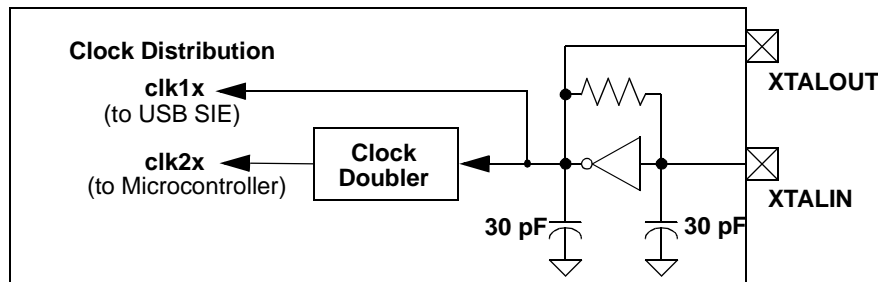 Clock Distribution
clk1x
(to USB SIE)
clk2x
(to Microcontroller)
Clock
Doubler
XTALOUT
XTALIN
30 pF
30 pF